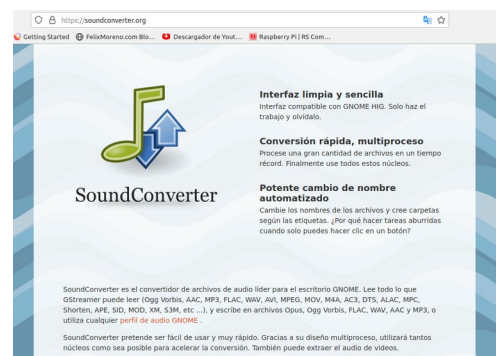 https://soundconverter.org
Getting Started FelixMoreno.com Blo... Descargador de Yout... Raspberry Pi | RS Com...
Interfaz limpia y sencilla
Interfaz compatible con GNOME HIG. Solo haz el
trabajo y olvídalo.
Conversión rápida, multiproceso
Procese una gran cantidad de archivos en un tiempo
récord. Finalmente use todos estos núcleos.
SoundConverter
Potente cambio de nombre
automatizado
Cambie los nombres de los archivos y cree carpetas
según las etiquetas. ¿Por qué hacer tareas aburridas
cuando solo puedes hacer clic en un botón?
SoundConverter es el convertidor de archivos de audio líder para el escritorio GNOME. Lee todo lo que
GStreamer puede leer (Ogg Vorbis, AAC, MP3, FLAC, WAV, AVI, MPEG, MOV, M4A, AC3, DTS, ALAC, MPC,
Shorten, APE, SID, MOD, XM, S3M, etc ...), y escribe en archivos Opus, Ogg Vorbis, FLAC, WAV, AAC y MP3, o
utiliza cualquier perfil de audio GNOME .
SoundConverter pretende ser fácil de usar y muy rápido. Gracias a su diseño multiproceso, utilizará tantos
núcleos como sea posible para acelerar la conversión. También puede extraer el audio de videos.